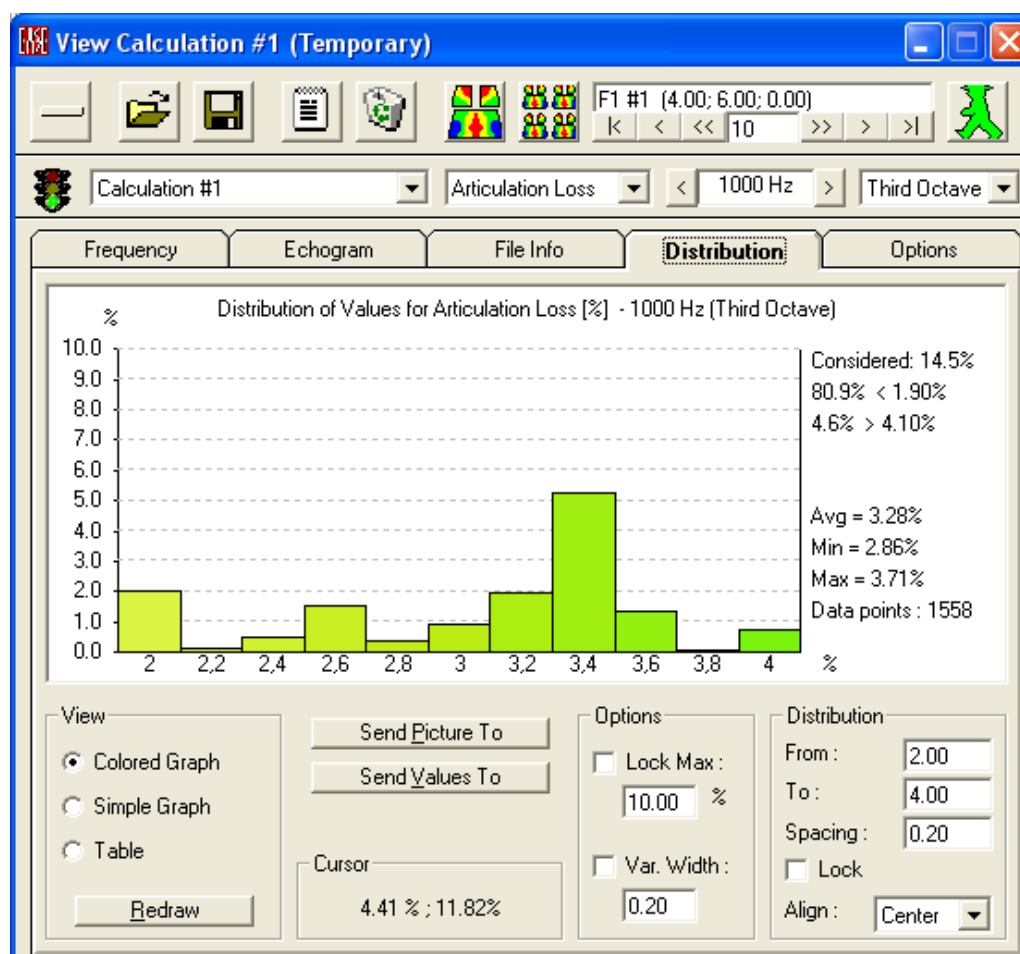 EASE View Calculation #1 (Temporary)
F1 #1 (4.00; 6.00; 0.00)
|< < << 10 >> > >|
Calculation #1 Articulation Loss < 1000 Hz > Third Octave
Frequency Echogram File Info Distribution Options
Distribution of Values for Articulation Loss [%] - 1000 Hz (Third Octave)
%
10.0
9.0
8.0
7.0
6.0
5.0
4.0
3.0
2.0
1.0
0.0
2 2,2 2,4 2,6 2,8 3 3,2 3,4 3,6 3,8 4 %
Considered: 14.5%
80.9% < 1.90%
4.6% > 4.10%
Avg = 3.28%
Min = 2.86%
Max = 3.71%
Data points : 1558
View
Colored Graph
Simple Graph
Table
Redraw
Send Picture To
Send Values To
Cursor
4.41 % ; 11.82%
Options
Lock Max :
10.00 %
Var. Width :
0.20
Distribution
From : 2.00
To : 4.00
Spacing : 0.20
Lock
Align : Center